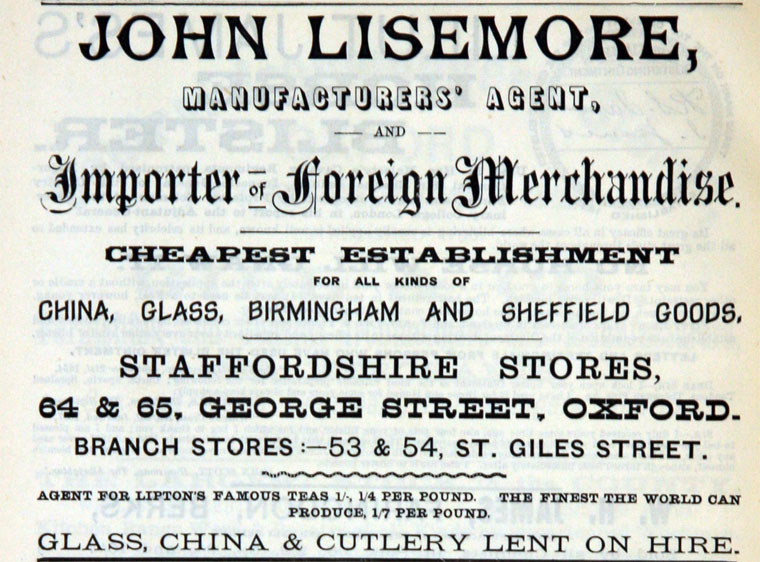 JOHN LISEMORE,
MANUFACTURERS' AGENT,
— AND —
Importer of Foreign Merchandise.
CHEAPEST ESTABLISHMENT
FOR ALL KINDS OF
CHINA, GLASS, BIRMINGHAM AND SHEFFIELD GOODS.
STAFFORDSHIRE STORES,
64 & 65, GEORGE STREET, OXFORD.
BRANCH STORES:—53 & 54, ST. GILES STREET.
AGENT FOR LIPTON'S FAMOUS TEAS 1/-, 1/4 PER POUND. THE FINEST THE WORLD CAN
PRODUCE, 1/7 PER POUND.
GLASS, CHINA & CUTLERY LENT ON HIRE.